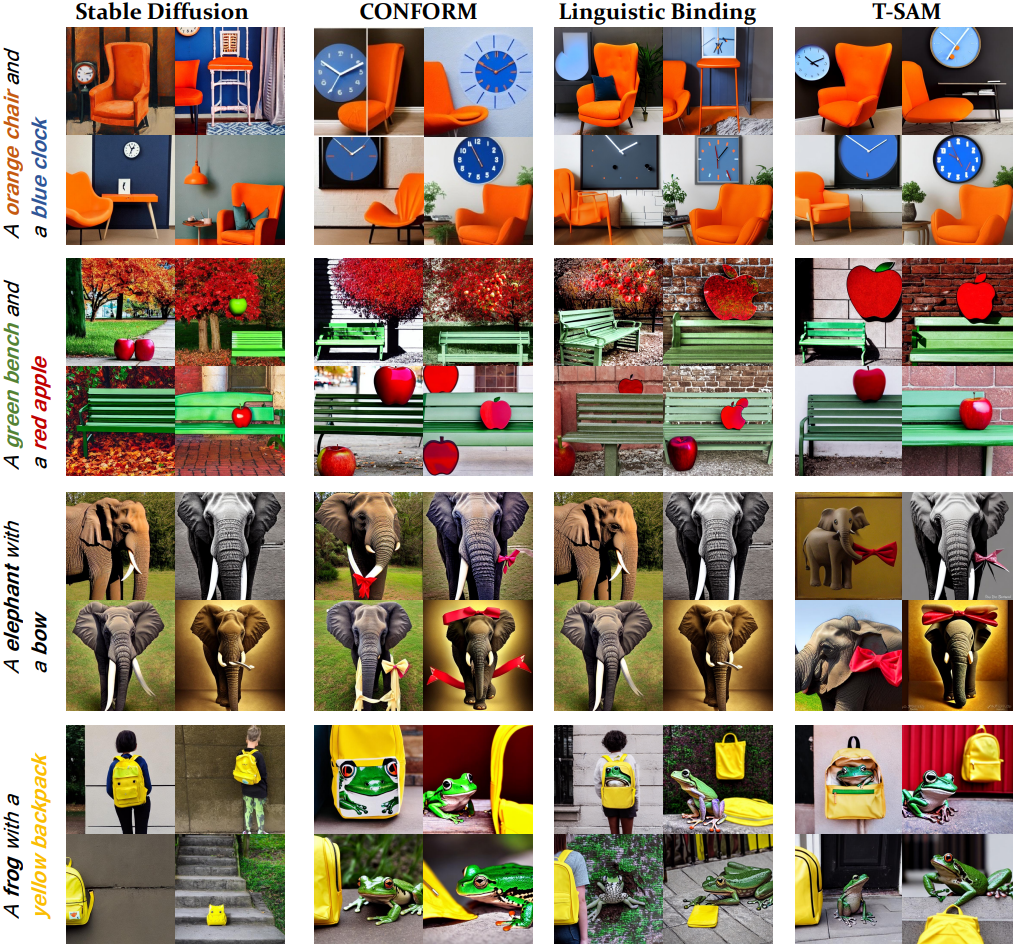 Stable Diffusion CONFORM Linguistic Binding T-SAM
A orange chair and
a blue clock
A green bench and
a red apple
A elephant with
a bow
A frog with a
yellow backpack